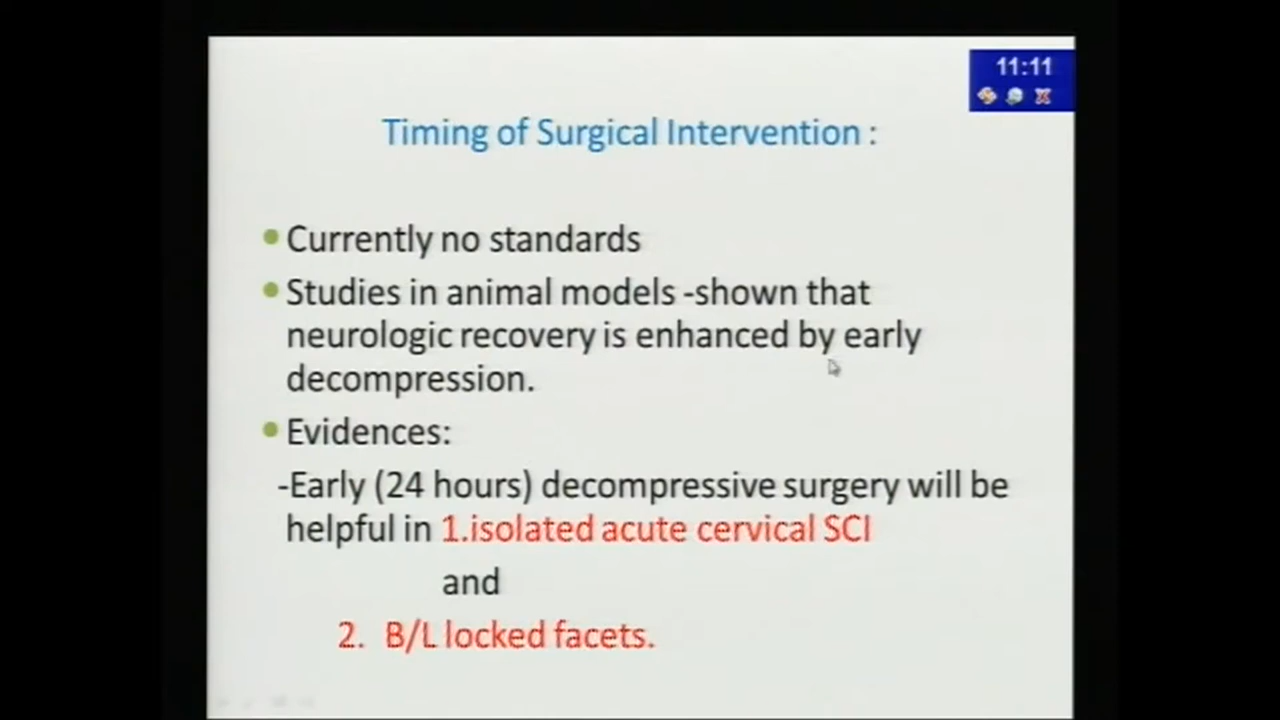 11:11
Timing of Surgical Intervention :
Currently no standards
Studies in animal models -shown that
neurologic recovery is enhanced by early
decompression.
Evidences:
-Early (24 hours) decompressive surgery will be
helpful in 1.isolated acute cervical SCI
and
2. B/L locked facets.